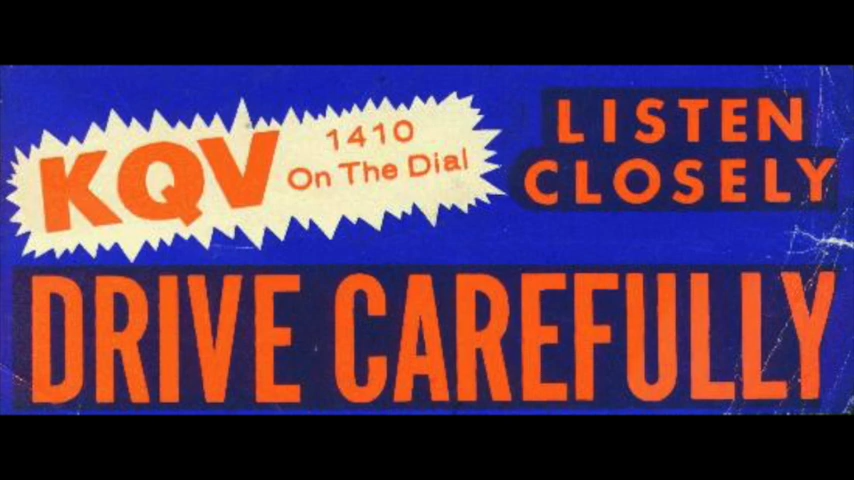 KQV
1410
On The Dial
LISTEN
CLOSELY
DRIVE CAREFULLY